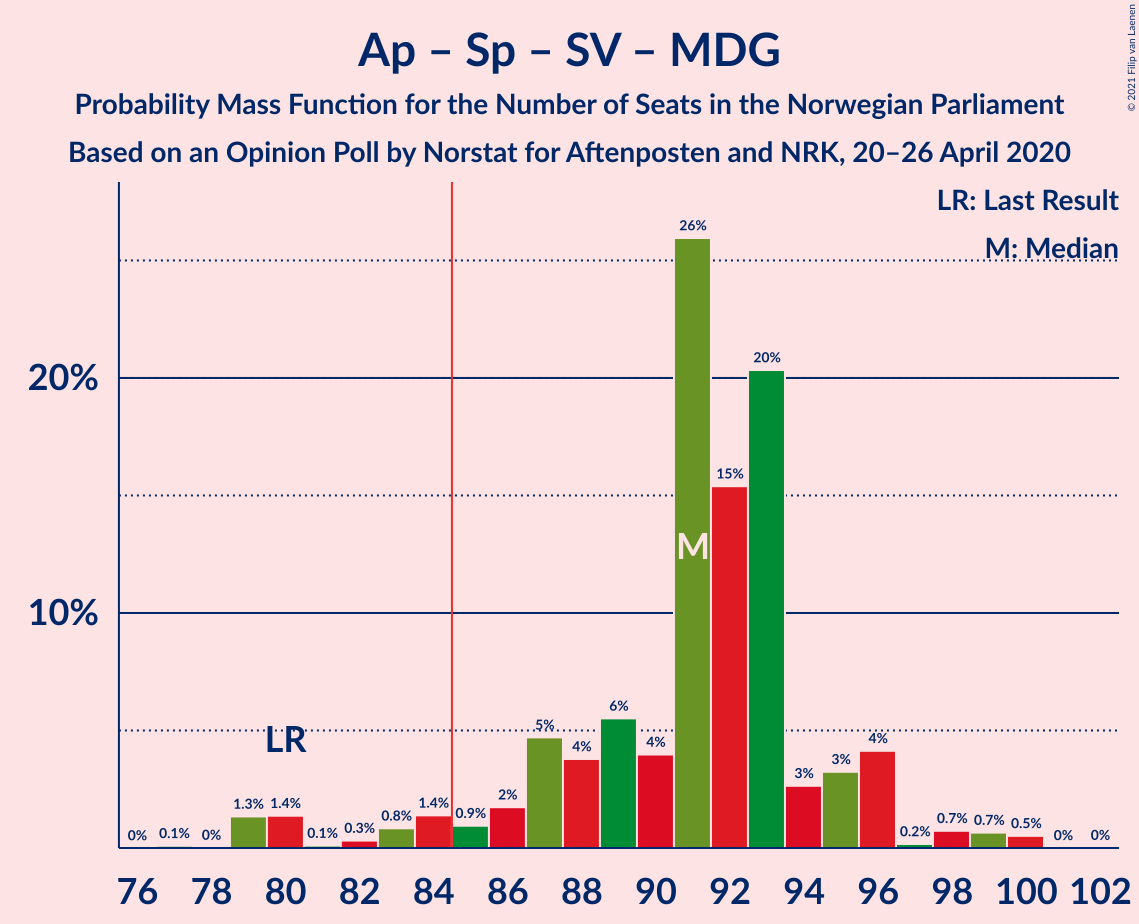 Ap – Sp – SV – MDG
Probability Mass Function for the Number of Seats in the Norwegian Parliament
Based on an Opinion Poll by Norstat for Aftenposten and NRK, 20–26 April 2020
© 2021 Filip van Laenen
LR: Last Result
M: Median
20%
10%
0% 0.1% 0% 1.3% 1.4% 0.1% 0.3% 0.8% 1.4% 0.9% 2% 5% 4% 6% 4% 26% 15% 20% 3% 3% 4% 0.2% 0.7% 0.7% 0.5% 0% 0%
LR
M
76 78 80 82 84 86 88 90 92 94 96 98 100 102